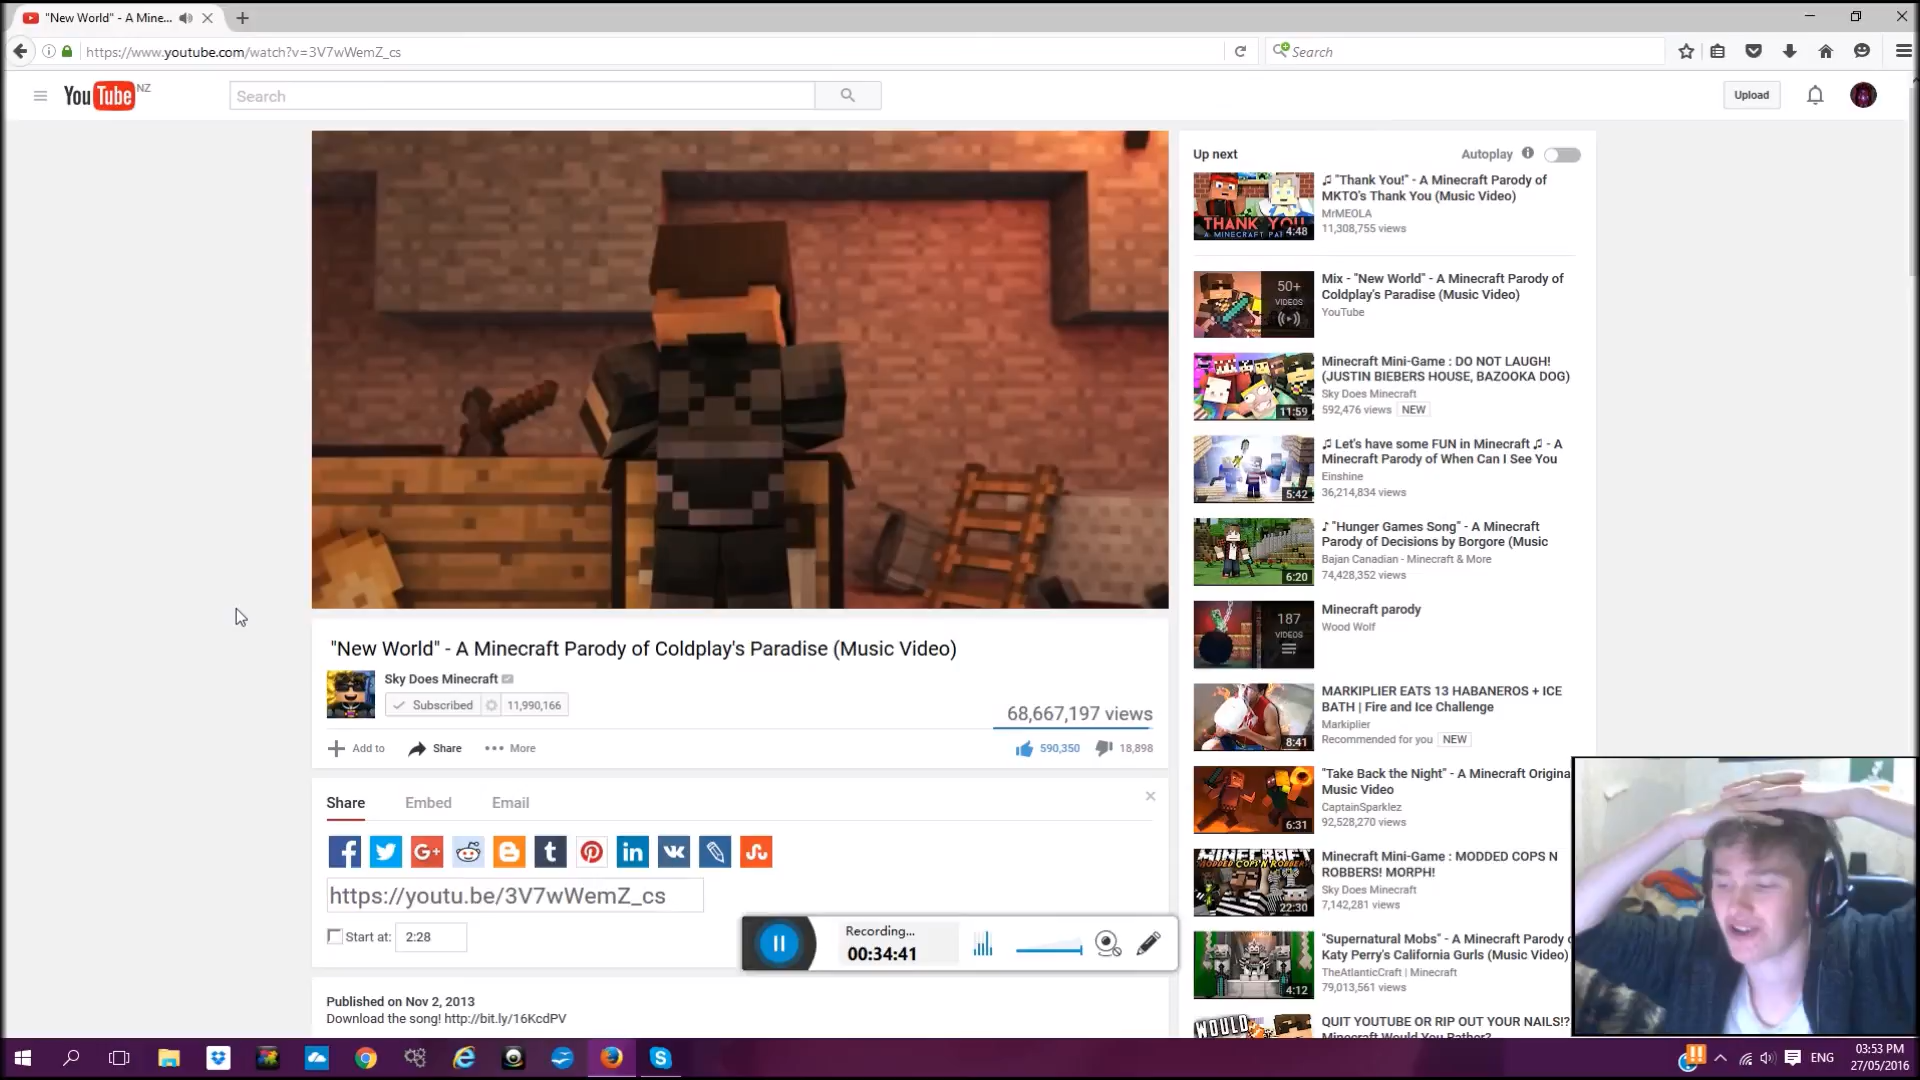 "New World" - A Mine...
https://www.youtube.com/watch?v=3V7wWemZ_cs
Search
YouTube NZ
Search
Upload
"New World" - A Minecraft Parody of Coldplay's Paradise (Music Video)
Sky Does Minecraft
Subscribed 11,990,166
68,667,197 views
Add to Share More
590,350 18,898
Share Embed Email
https://youtu.be/3V7wWemZ_cs
Start at: 2:28
Recording...
00:34:41
Published on Nov 2, 2013
Download the song! http://bit.ly/16KcdPV
Up next
Autoplay
THANK YOU
4:48
♫ "Thank You!" - A Minecraft Parody of
MKTO's Thank You (Music Video)
MrMEOLA
11,308,755 views
50+
VIDEOS
Mix - "New World" - A Minecraft Parody of
Coldplay's Paradise (Music Video)
YouTube
11:59
Minecraft Mini-Game : DO NOT LAUGH!
(JUSTIN BIEBERS HOUSE, BAZOOKA DOG)
Sky Does Minecraft
592,476 views NEW
5:42
♫ Let's have some FUN in Minecraft ♫ - A
Minecraft Parody of When Can I See You
Einshine
36,214,834 views
6:20
♪ "Hunger Games Song" - A Minecraft
Parody of Decisions by Borgore (Music
Bajan Canadian - Minecraft & More
74,428,352 views
187
VIDEOS
Minecraft parody
Wood Wolf
8:41
MARKIPLIER EATS 13 HABANEROS + ICE
BATH | Fire and Ice Challenge
Markiplier
Recommended for you NEW
6:31
"Take Back the Night" - A Minecraft Origina
Music Video
CaptainSparklez
92,528,270 views
MINECRAFT
MODDED COPS N ROBBERS
22:30
Minecraft Mini-Game : MODDED COPS N
ROBBERS! MORPH!
Sky Does Minecraft
7,142,281 views
4:12
"Supernatural Mobs" - A Minecraft Parody o
Katy Perry's California Gurls (Music Video)
TheAtlanticCraft | Minecraft
79,013,561 views
WOULD
QUIT YOUTUBE OR RIP OUT YOUR NAILS!?
Minecraft Would You Rather?
ENG
03:53 PM
27/05/2016